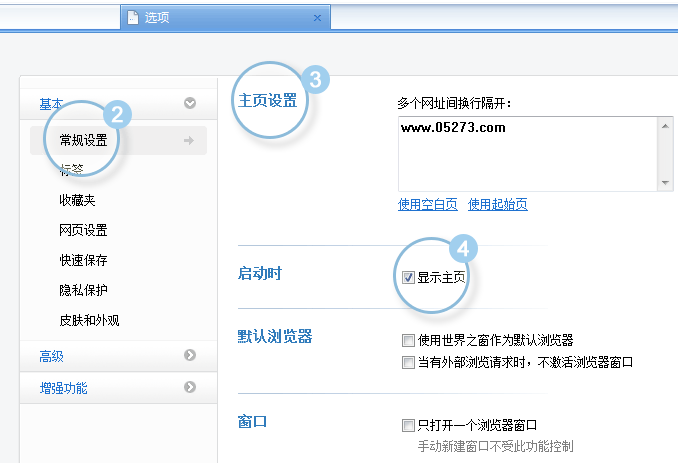 选项
基本
2
常规设置
标签
收藏夹
网页设置
快速保存
隐私保护
皮肤和外观
高级
增强功能
主页设置
3
多个网址间换行隔开：
www.05273.com
使用空白页 使用起始页
启动时
4
显示主页
默认浏览器
使用世界之窗作为默认浏览器
当有外部浏览请求时，不激活浏览器窗口
窗口
只打开一个浏览器窗口
手动新建窗口不受此功能控制